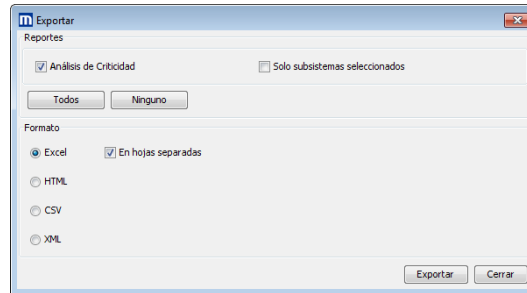 m Exportar
Reportes
Análisis de Criticidad Solo subsistemas seleccionados
Todos Ninguno
Formato
Excel En hojas separadas
HTML
CSV
XML
Exportar Cerrar